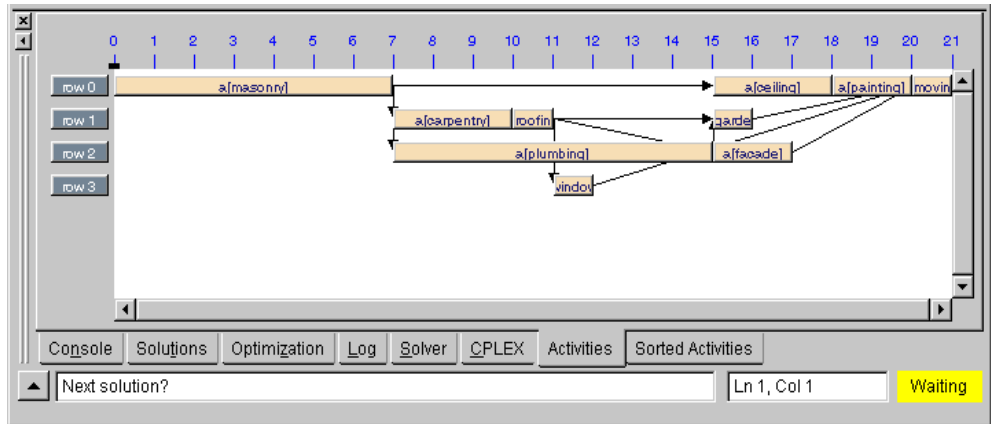 0 1 2 3 4 5 6 7 8 9 10 11 12 13 14 15 16 17 18 19 20 21
row 0 a[masonry] a[ceiling] a[painting] movin
row 1 a[carpentry] roofin garde
row 2 a[plumbing] a[facade]
row 3 windov
Console Solutions Optimization Log Solver CPLEX Activities Sorted Activities
Next solution? Ln 1, Col 1 Waiting